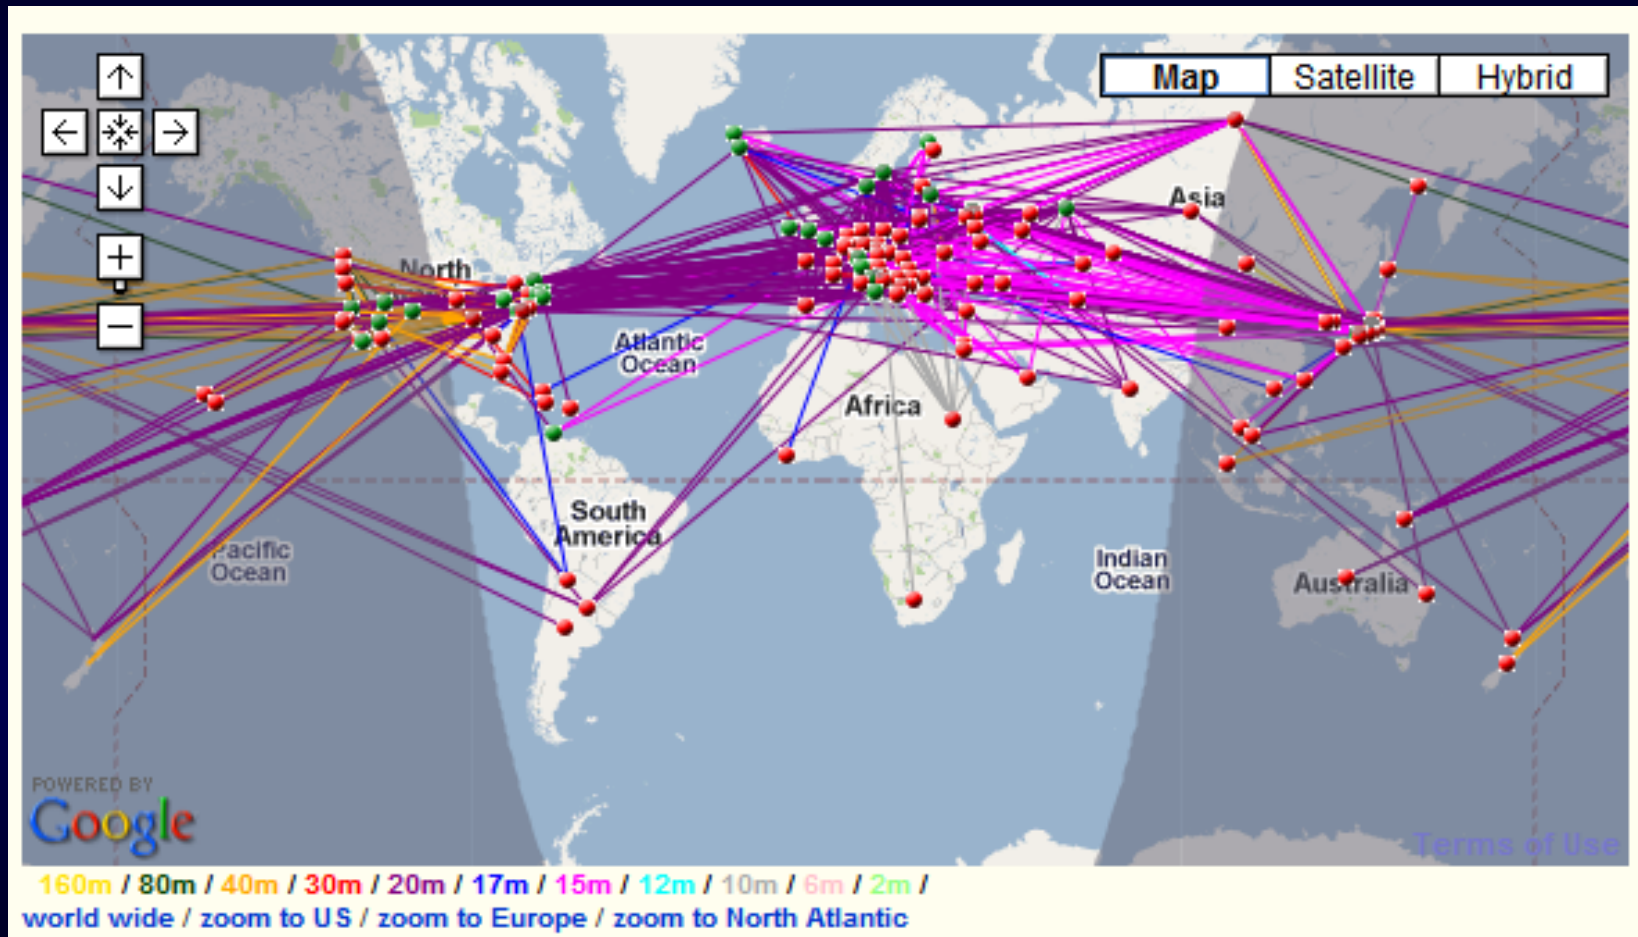 Map Satellite Hybrid
Asia
North
Atlantic
Ocean
Africa
South
America
Pacific
Ocean
Indian
Ocean
Australia
POWERED BY
Google
Terms of Use
160m / 80m / 40m / 30m / 20m / 17m / 15m / 12m / 10m / 6m / 2m /
world wide / zoom to US / zoom to Europe / zoom to North Atlantic